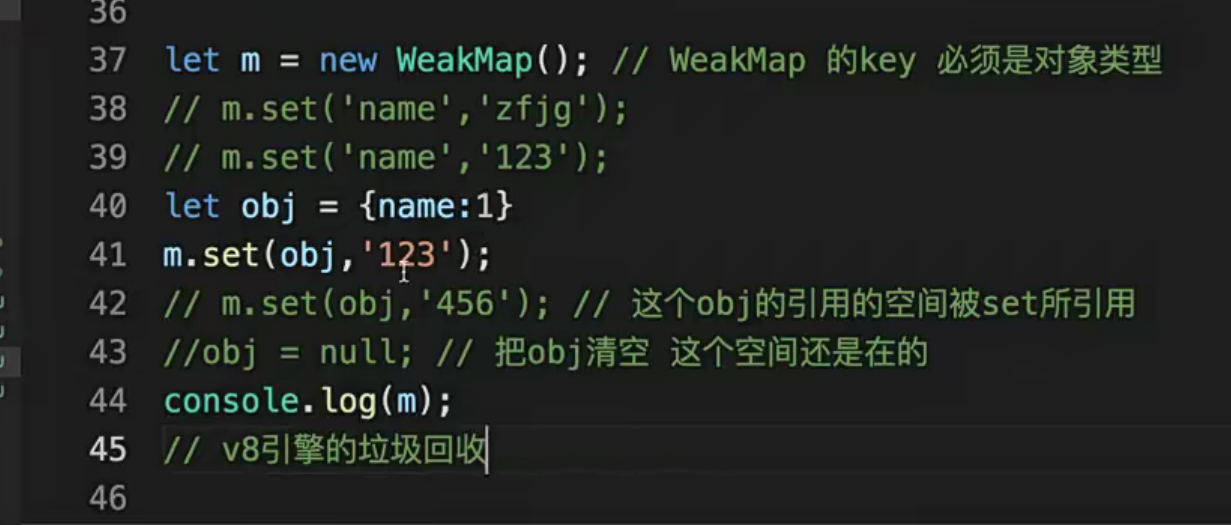 36
37 let m = new WeakMap(); // WeakMap 的key 必须是对象类型
38 // m.set('name','zfjg');
39 // m.set('name','123');
40 let obj = {name:1}
41 m.set(obj,'123');
42 // m.set(obj,'456'); // 这个obj的引用的空间被set所引用
43 //obj = null; // 把obj清空 这个空间还是在的
44 console.log(m);
45 // v8引擎的垃圾回收
46